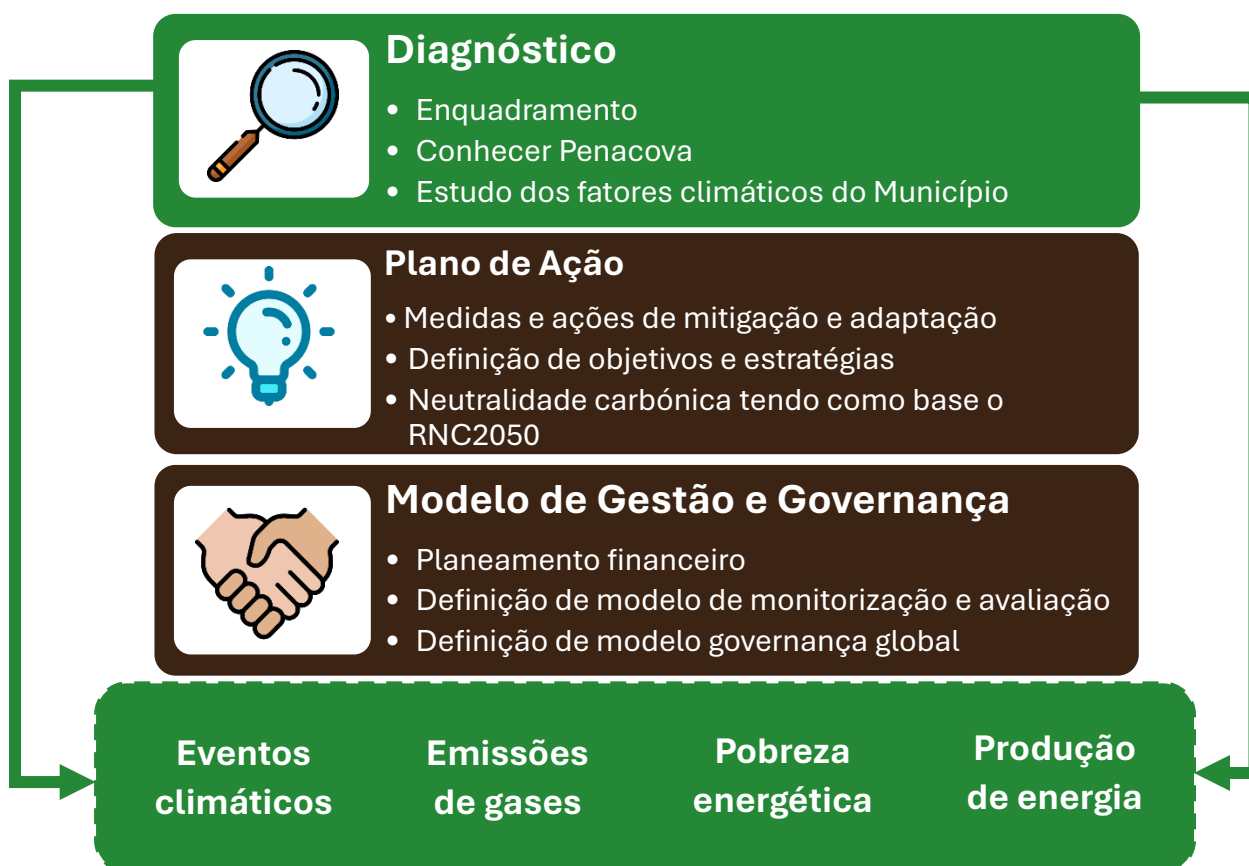 Diagnóstico
• Enquadramento
• Conhecer Penacova
• Estudo dos fatores climáticos do Município
Plano de Ação
• Medidas e ações de mitigação e adaptação
• Definição de objetivos e estratégias
• Neutralidade carbónica tendo como base o
RNC2050
Modelo de Gestão e Governança
• Planeamento financeiro
• Definição de modelo de monitorização e avaliação
• Definição de modelo governança global
Eventos
climáticos
Emissões
de gases
Pobreza
energética
Produção
de energia